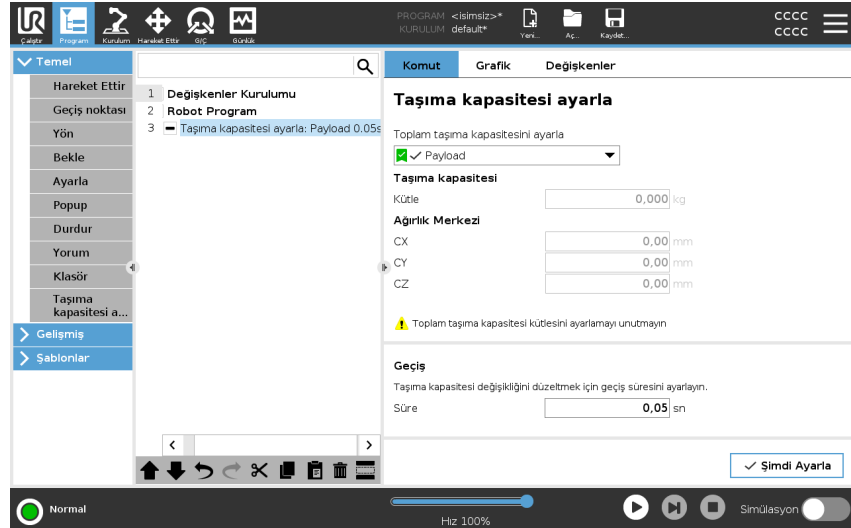 UR
Çalıştır
Program
Kurulum
Hareket Ettir
G/Ç
Günlük
PROGRAM <isimsiz>*
KURULUM default*
Yeni...
Aç...
Kaydet...
cccc
cccc
Temel
Hareket Ettir
Geçiş noktası
Yön
Bekle
Ayarla
Popup
Durdur
Yorum
Klasör
Taşıma
kapasitesi a...
Gelişmiş
Şablonlar
1 Değişkenler Kurulumu
2 Robot Program
3 Taşıma kapasitesi ayarla: Payload 0.05s
Komut
Grafik
Değişkenler
Taşıma kapasitesi ayarla
Toplam taşıma kapasitesini ayarla
Payload
Taşıma kapasitesi
Kütle 0,000 kg
Ağırlık Merkezi
CX 0,00 mm
CY 0,00 mm
CZ 0,00 mm
Toplam taşıma kapasitesi kütlesini ayarlamayı unutmayın
Geçiş
Taşıma kapasitesi değişikliğini düzeltmek için geçiş süresini ayarlayın.
Süre 0,05 sn
Şimdi Ayarla
Normal
Hız 100%
Simülasyon